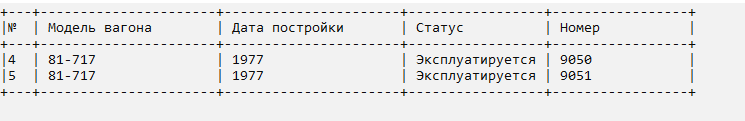 +---+----------------------+----------------------+-----------------+-----------------+
|№  | Модель вагона        | Дата постройки       | Статус          | Номер           |
+---+----------------------+----------------------+-----------------+-----------------+
|4  | 81-717               | 1977                 | Эксплуатируется | 9050            |
|5  | 81-717               | 1977                 | Эксплуатируется | 9051            |
+---+----------------------+----------------------+-----------------+-----------------+